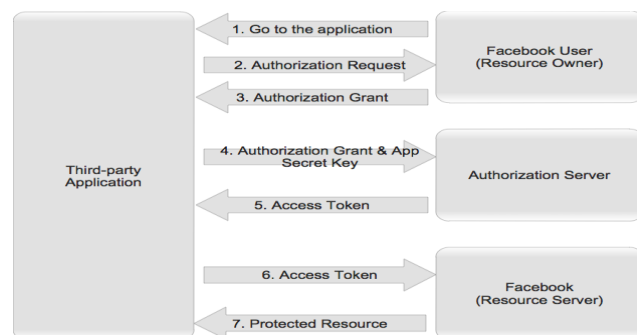 1. Go to the application
Facebook User
(Resource Owner)
2. Authorization Request
3. Authorization Grant
Third-party
Application
4. Authorization Grant & App
Secret Key
Authorization Server
5. Access Token
6. Access Token
Facebook
(Resource Server)
7. Protected Resource